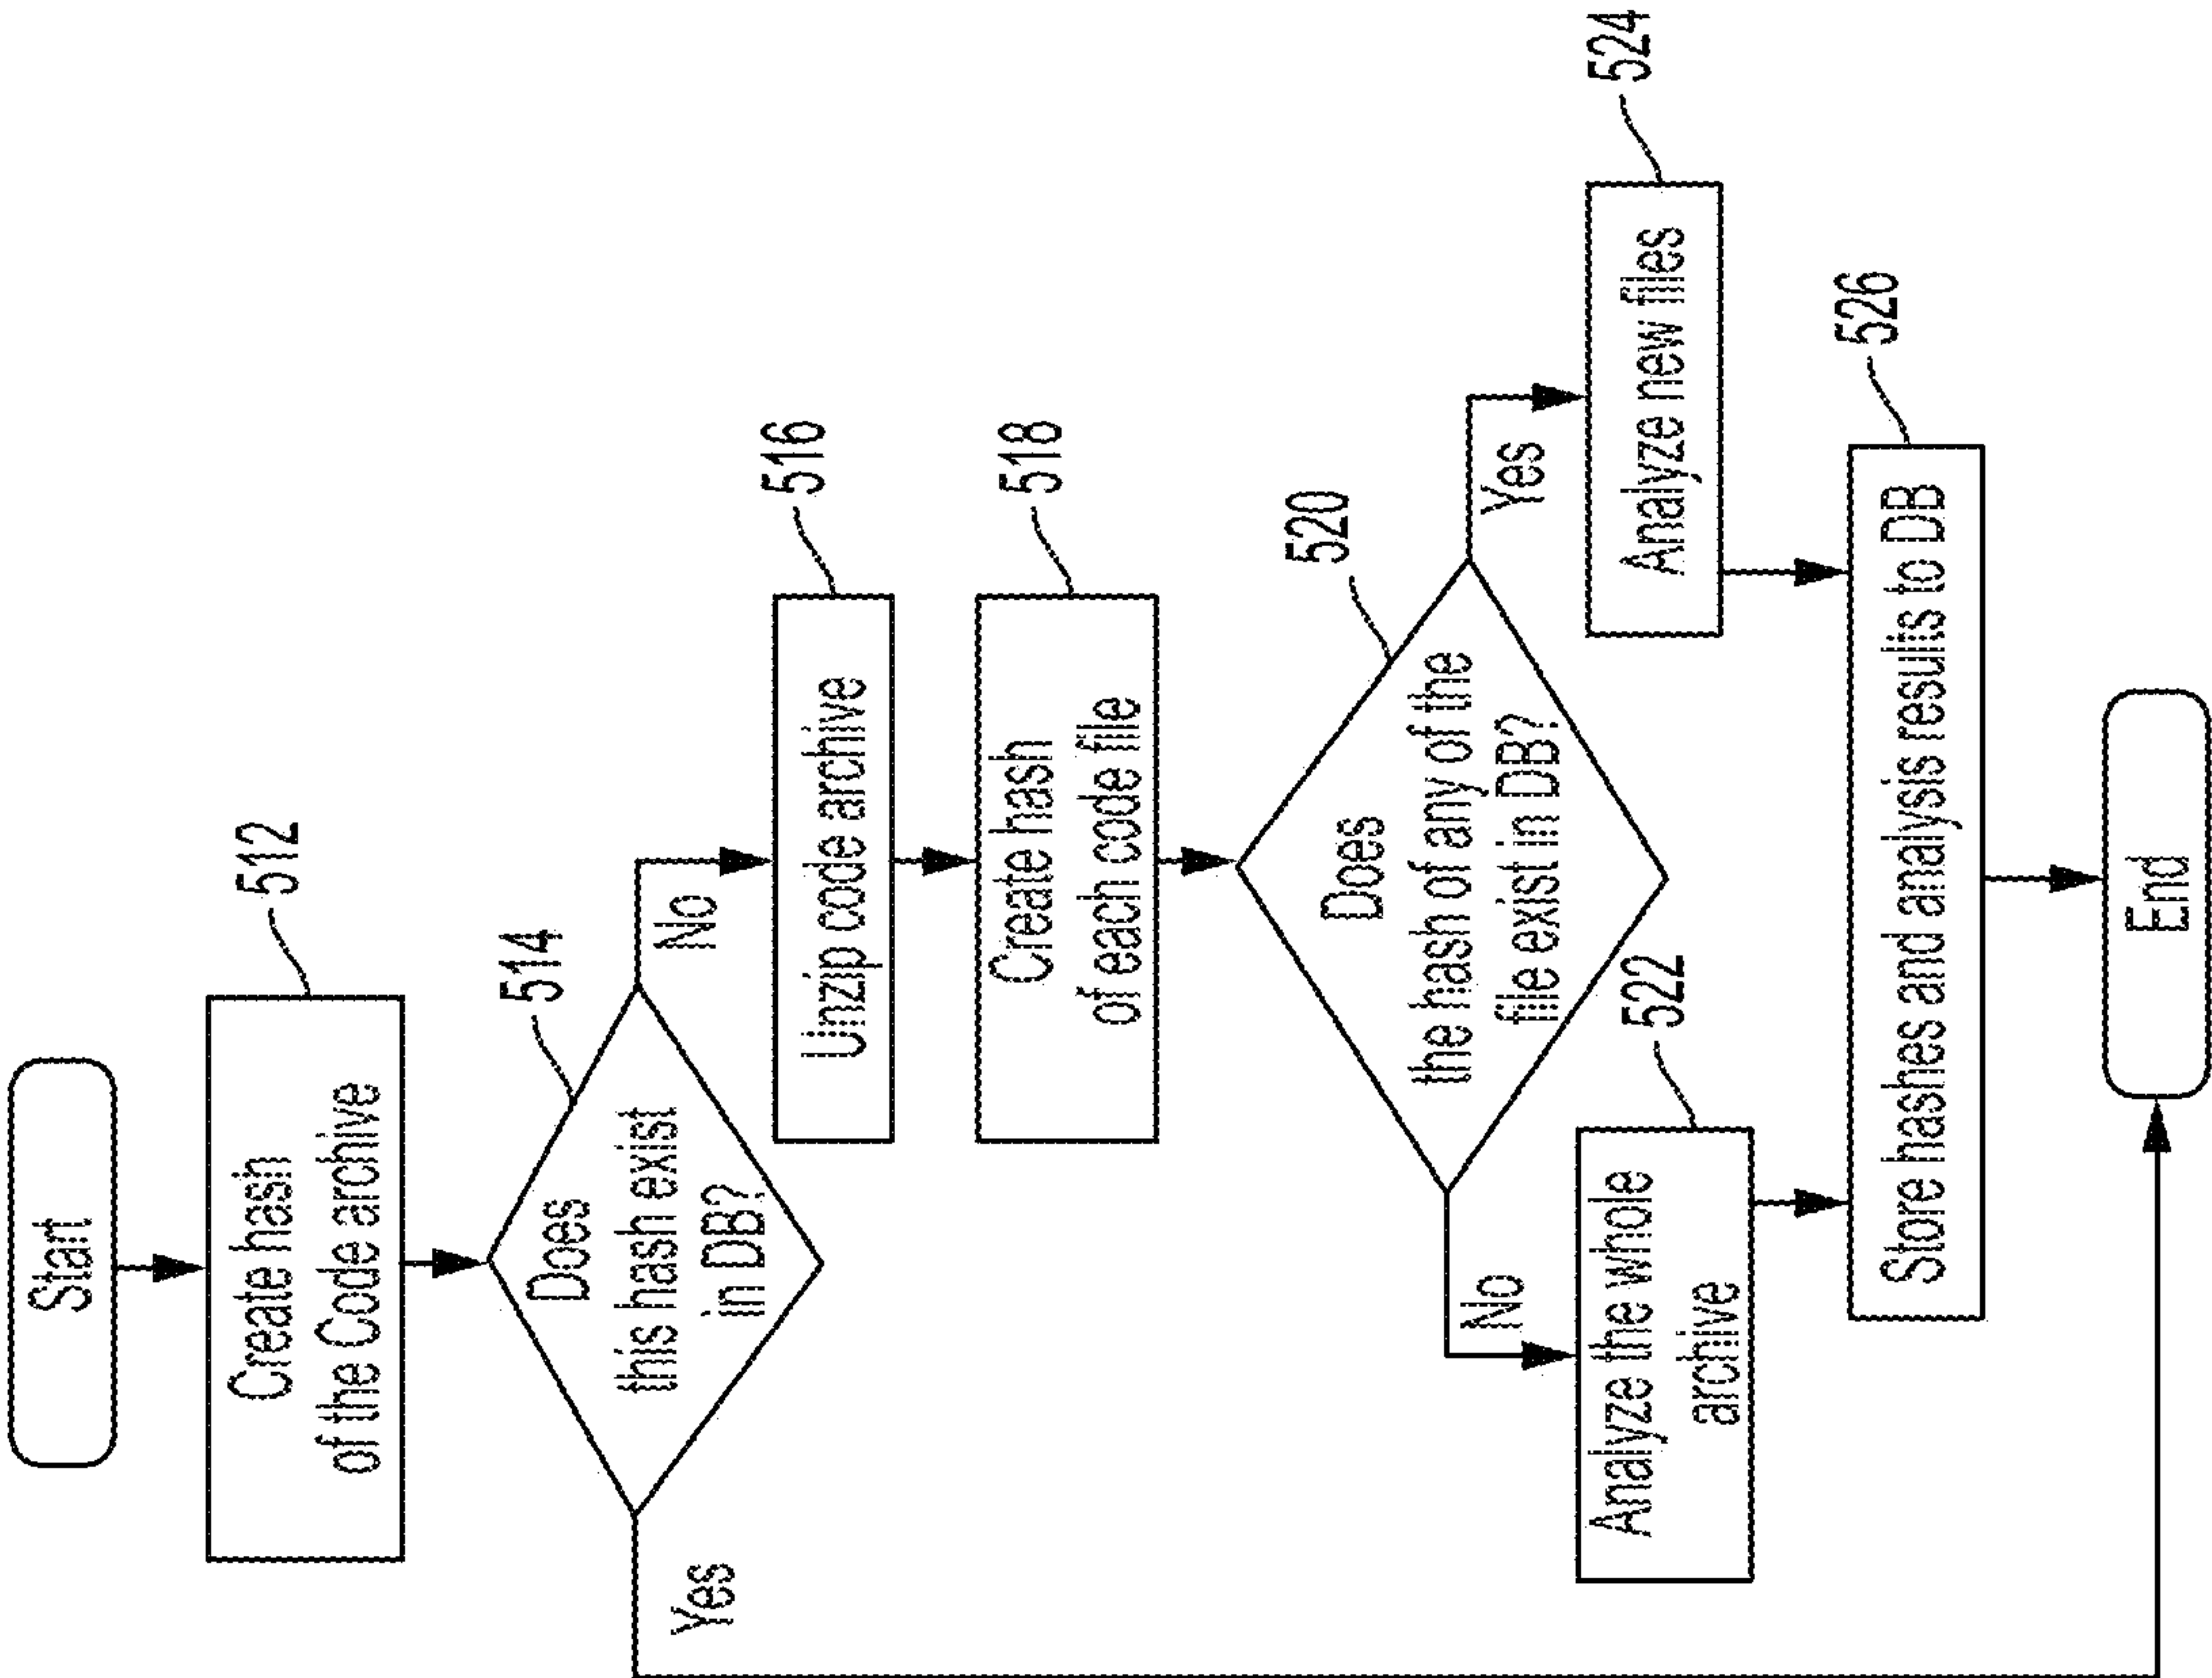 Start
512
Create hash
of the Code archive
514
Does
this hash exist
in DB?
Yes
No
516
Unzip code archive
518
Create hash
of each code file
520
Does
the hash of any of the
file exist in DB?
No
Yes
522
Analyze the whole
archive
524
Analyze new files
526
Store hashes and analysis results to DB
End